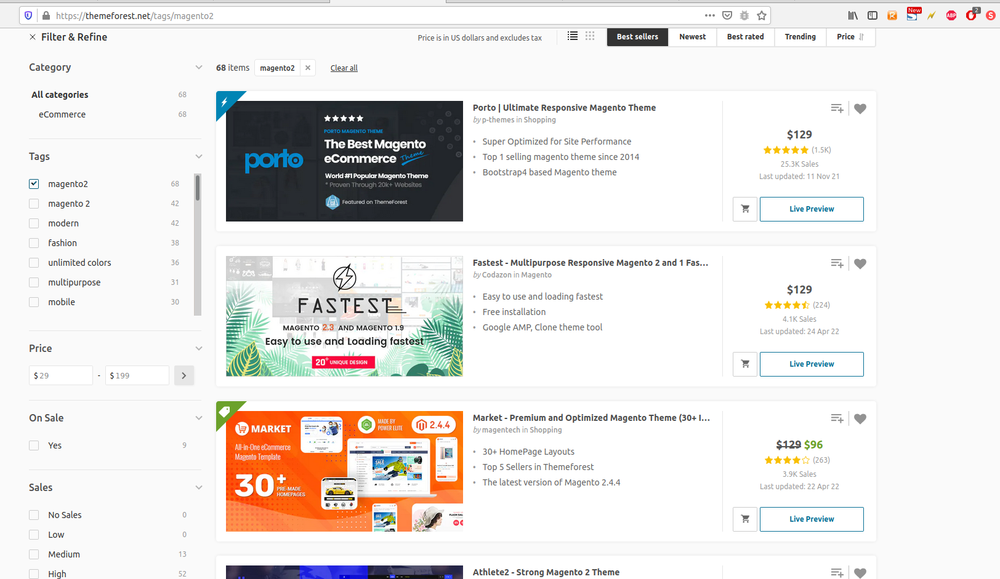 https://themeforest.net/tags/magento2
New
ABP
2
S
Filter & Refine
Price is in US dollars and excludes tax
Best sellers
Newest
Best rated
Trending
Price
Category
68 items
magento2
Clear all
All categories 68
eCommerce 68
Tags
magento2 68
magento 2 42
modern 42
fashion 38
unlimited colors 36
multipurpose 31
mobile 30
Price
$ 29 - $ 199
On Sale
Yes 9
Sales
No Sales 0
Low 0
Medium 13
High 52
porto
PORTO MAGENTO THEME
The Best Magento
eCommerce Theme
World #1 Popular Magento Theme
* Proven Through 20k+ Websites
Featured on ThemeForest
Porto | Ultimate Responsive Magento Theme
by p-themes in Shopping
• Super Optimized for Site Performance
• Top 1 selling magento theme since 2014
• Bootstrap4 based Magento theme
$129
(1.5K)
25.3K Sales
Last updated: 11 Nov 21
Live Preview
FASTEST
MAGENTO 2.3 AND MAGENTO 1.9
Easy to use and Loading fastest
20+ UNIQUE DESIGN
Fastest - Multipurpose Responsive Magento 2 and 1 Fas...
by Codazon in Magento
• Easy to use and loading fastest
• Free installation
• Google AMP, Clone theme tool
$129
(224)
4.1K Sales
Last updated: 24 Apr 22
Live Preview
MARKET
All-In-One eCommerce
Magento Template
30+ PRE-MADE
HOMEPAGES
MADE BY
POWER ELITE
2.4.4
SALE
Market - Premium and Optimized Magento Theme (30+ I...
by magentech in Shopping
• 30+ HomePage Layouts
• Top 5 Sellers in Themeforest
• The latest version of Magento 2.4.4
$129 $96
(263)
3.9K Sales
Last updated: 22 Apr 22
Live Preview
Athlete2 - Strong Magento 2 Theme